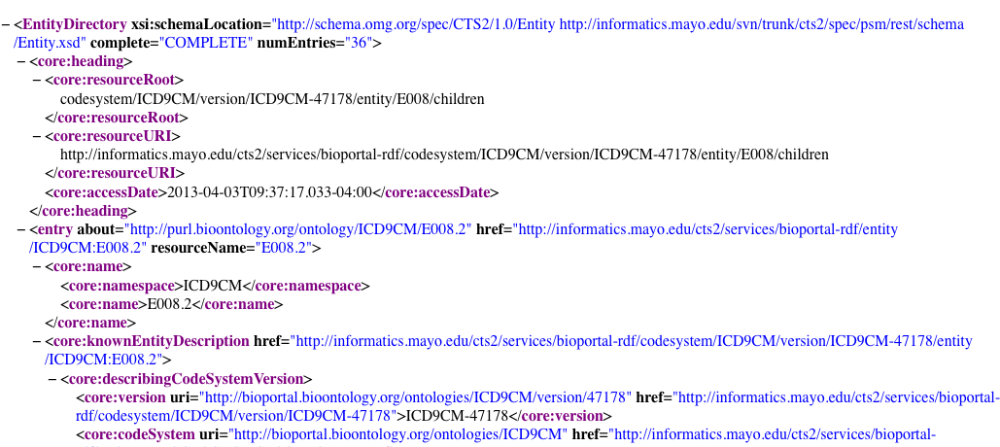 − <EntityDirectory xsi:schemaLocation="http://schema.omg.org/spec/CTS2/1.0/Entity http://informatics.mayo.edu/svn/trunk/cts2/spec/psm/rest/schema
/Entity.xsd" complete="COMPLETE" numEntries="36">
− <core:heading>
− <core:resourceRoot>
codesystem/ICD9CM/version/ICD9CM-47178/entity/E008/children
</core:resourceRoot>
− <core:resourceURI>
http://informatics.mayo.edu/cts2/services/bioportal-rdf/codesystem/ICD9CM/version/ICD9CM-47178/entity/E008/children
</core:resourceURI>
<core:accessDate>2013-04-03T09:37:17.033-04:00</core:accessDate>
</core:heading>
− <entry about="http://purl.bioontology.org/ontology/ICD9CM/E008.2" href="http://informatics.mayo.edu/cts2/services/bioportal-rdf/entity
/ICD9CM:E008.2" resourceName="E008.2">
− <core:name>
<core:namespace>ICD9CM</core:namespace>
<core:name>E008.2</core:name>
</core:name>
− <core:knownEntityDescription href="http://informatics.mayo.edu/cts2/services/bioportal-rdf/codesystem/ICD9CM/version/ICD9CM-47178/entity
/ICD9CM:E008.2">
− <core:describingCodeSystemVersion>
<core:version uri="http://bioportal.bioontology.org/ontologies/ICD9CM/version/47178" href="http://informatics.mayo.edu/cts2/services/bioportal-
rdf/codesystem/ICD9CM/version/ICD9CM-47178">ICD9CM-47178</core:version>
<core:codeSystem uri="http://bioportal.bioontology.org/ontologies/ICD9CM" href="http://informatics.mayo.edu/cts2/services/bioportal-